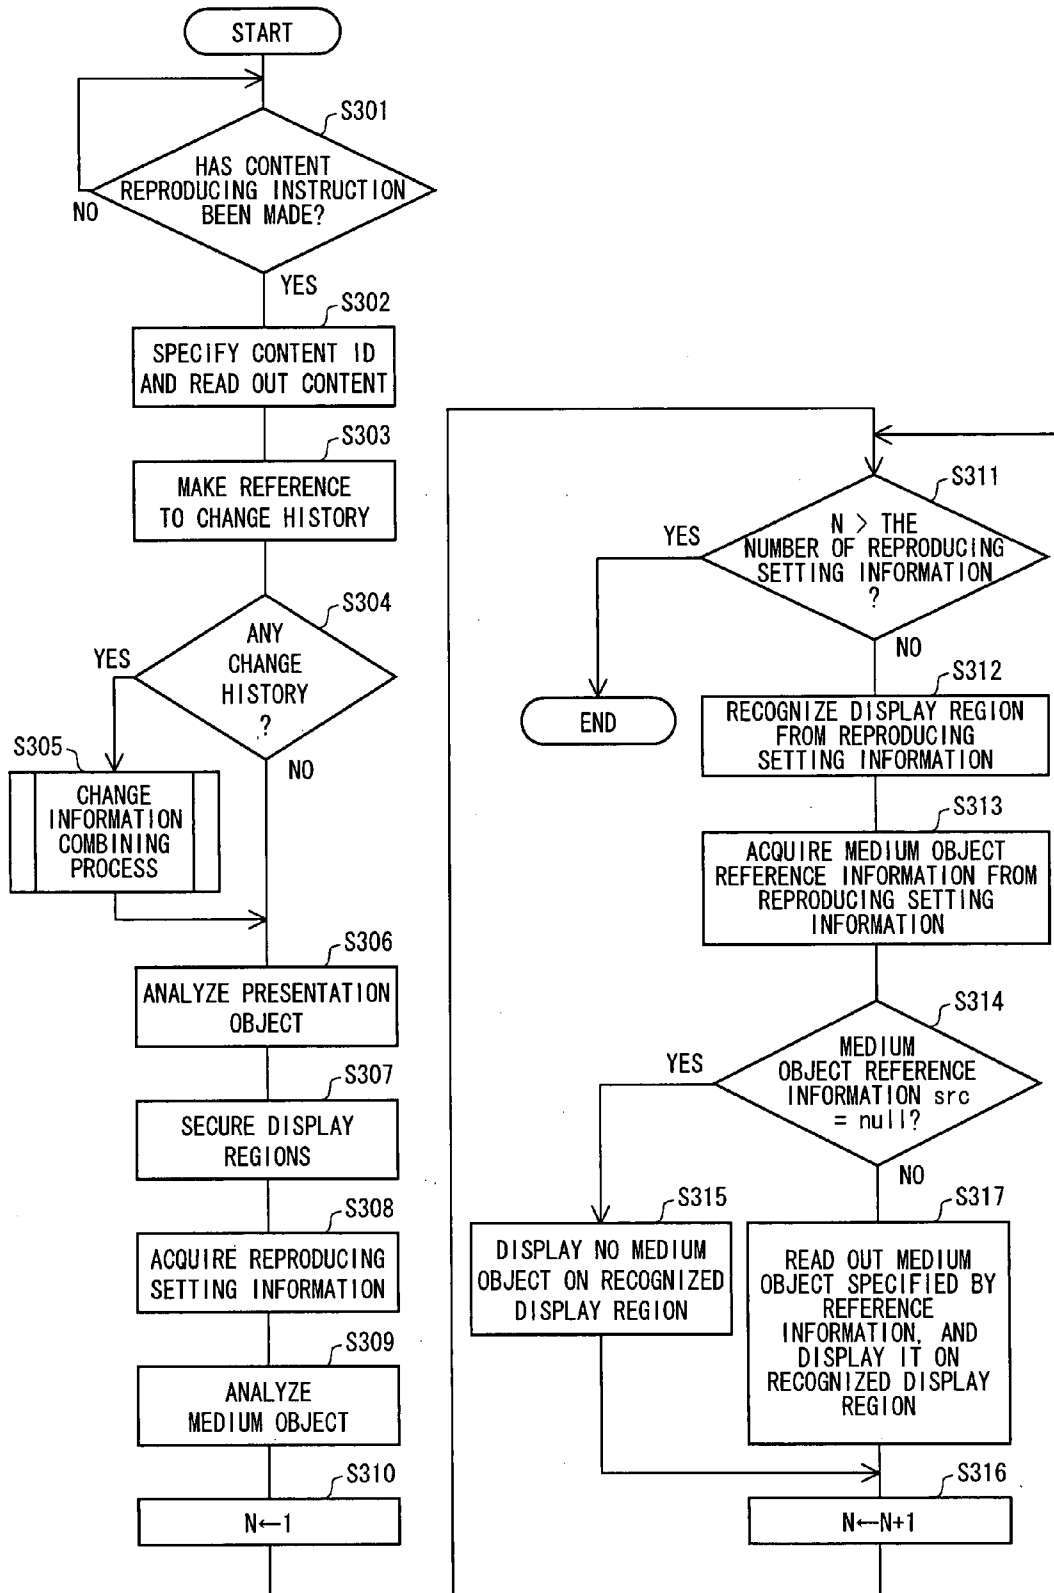 START
S301
HAS CONTENT
REPRODUCING INSTRUCTION
BEEN MADE?
NO
YES
S302
SPECIFY CONTENT ID
AND READ OUT CONTENT
S303
MAKE REFERENCE
TO CHANGE HISTORY
S304
ANY
CHANGE
HISTORY
?
YES
NO
S305
CHANGE
INFORMATION
COMBINING
PROCESS
S306
ANALYZE PRESENTATION
OBJECT
S307
SECURE DISPLAY
REGIONS
S308
ACQUIRE REPRODUCING
SETTING INFORMATION
S309
ANALYZE
MEDIUM OBJECT
S310
N←1
S311
N > THE
NUMBER OF REPRODUCING
SETTING INFORMATION
?
YES
NO
END
S312
RECOGNIZE DISPLAY REGION
FROM REPRODUCING
SETTING INFORMATION
S313
ACQUIRE MEDIUM OBJECT
REFERENCE INFORMATION FROM
REPRODUCING SETTING
INFORMATION
S314
MEDIUM
OBJECT REFERENCE
INFORMATION src
= null?
YES
NO
S315
DISPLAY NO MEDIUM
OBJECT ON RECOGNIZED
DISPLAY REGION
S317
READ OUT MEDIUM
OBJECT SPECIFIED BY
REFERENCE
INFORMATION, AND
DISPLAY IT ON
RECOGNIZED DISPLAY
REGION
S316
N←N+1